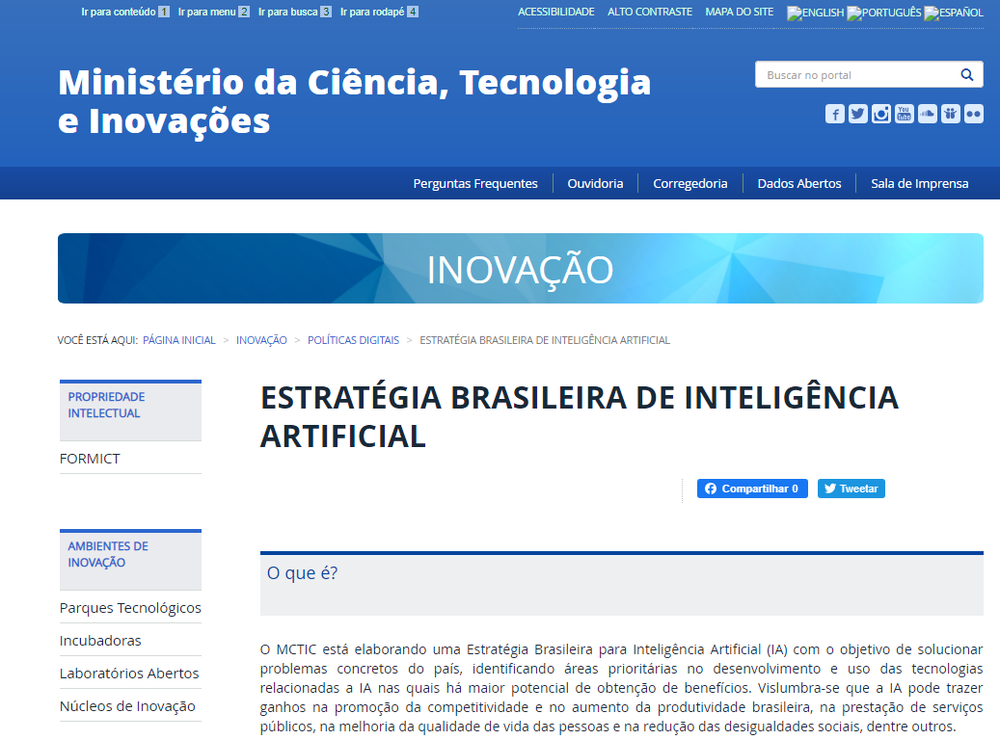 Ir para conteúdo 1 Ir para menu 2 Ir para busca 3 Ir para rodapé 4
ACESSIBILIDADE ALTO CONTRASTE MAPA DO SITE ENGLISH PORTUGUÊS ESPAÑOL
Ministério da Ciência, Tecnologia
e Inovações
Buscar no portal
You
Tube
Perguntas Frequentes Ouvidoria Corregedoria Dados Abertos Sala de Imprensa
INOVAÇÃO
VOCÊ ESTÁ AQUI: PÁGINA INICIAL > INOVAÇÃO > POLÍTICAS DIGITAIS > ESTRATÉGIA BRASILEIRA DE INTELIGÊNCIA ARTIFICIAL
PROPRIEDADE
INTELECTUAL
FORMICT
AMBIENTES DE
INOVAÇÃO
Parques Tecnológicos
Incubadoras
Laboratórios Abertos
Núcleos de Inovação
ESTRATÉGIA BRASILEIRA DE INTELIGÊNCIA
ARTIFICIAL
Compartilhar 0 Tweetar
O que é?
O MCTIC está elaborando uma Estratégia Brasileira para Inteligência Artificial (IA) com o objetivo de solucionar
problemas concretos do país, identificando áreas prioritárias no desenvolvimento e uso das tecnologias
relacionadas a IA nas quais há maior potencial de obtenção de benefícios. Vislumbra-se que a IA pode trazer
ganhos na promoção da competitividade e no aumento da produtividade brasileira, na prestação de serviços
públicos, na melhoria da qualidade de vida das pessoas e na redução das desigualdades sociais, dentre outros.